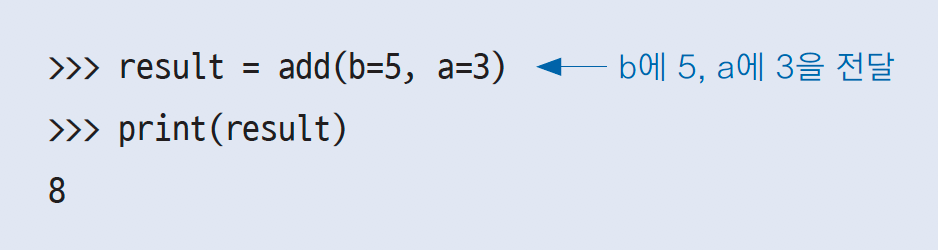 >>> result = add(b=5, a=3) b에 5, a에 3을 전달
>>> print(result)
8